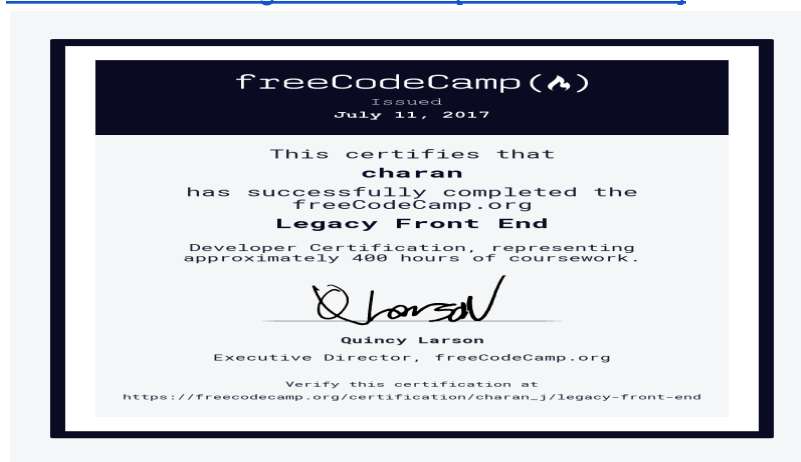 freeCodeCamp(🔥)
Issued
July 11, 2017
This certifies that
charan
has successfully completed the
freeCodeCamp.org
Legacy Front End
Developer Certification, representing
approximately 400 hours of coursework.
Q Larson
Quincy Larson
Executive Director, freeCodeCamp.org
Verify this certification at
https://freecodecamp.org/certification/charan_j/legacy-front-end